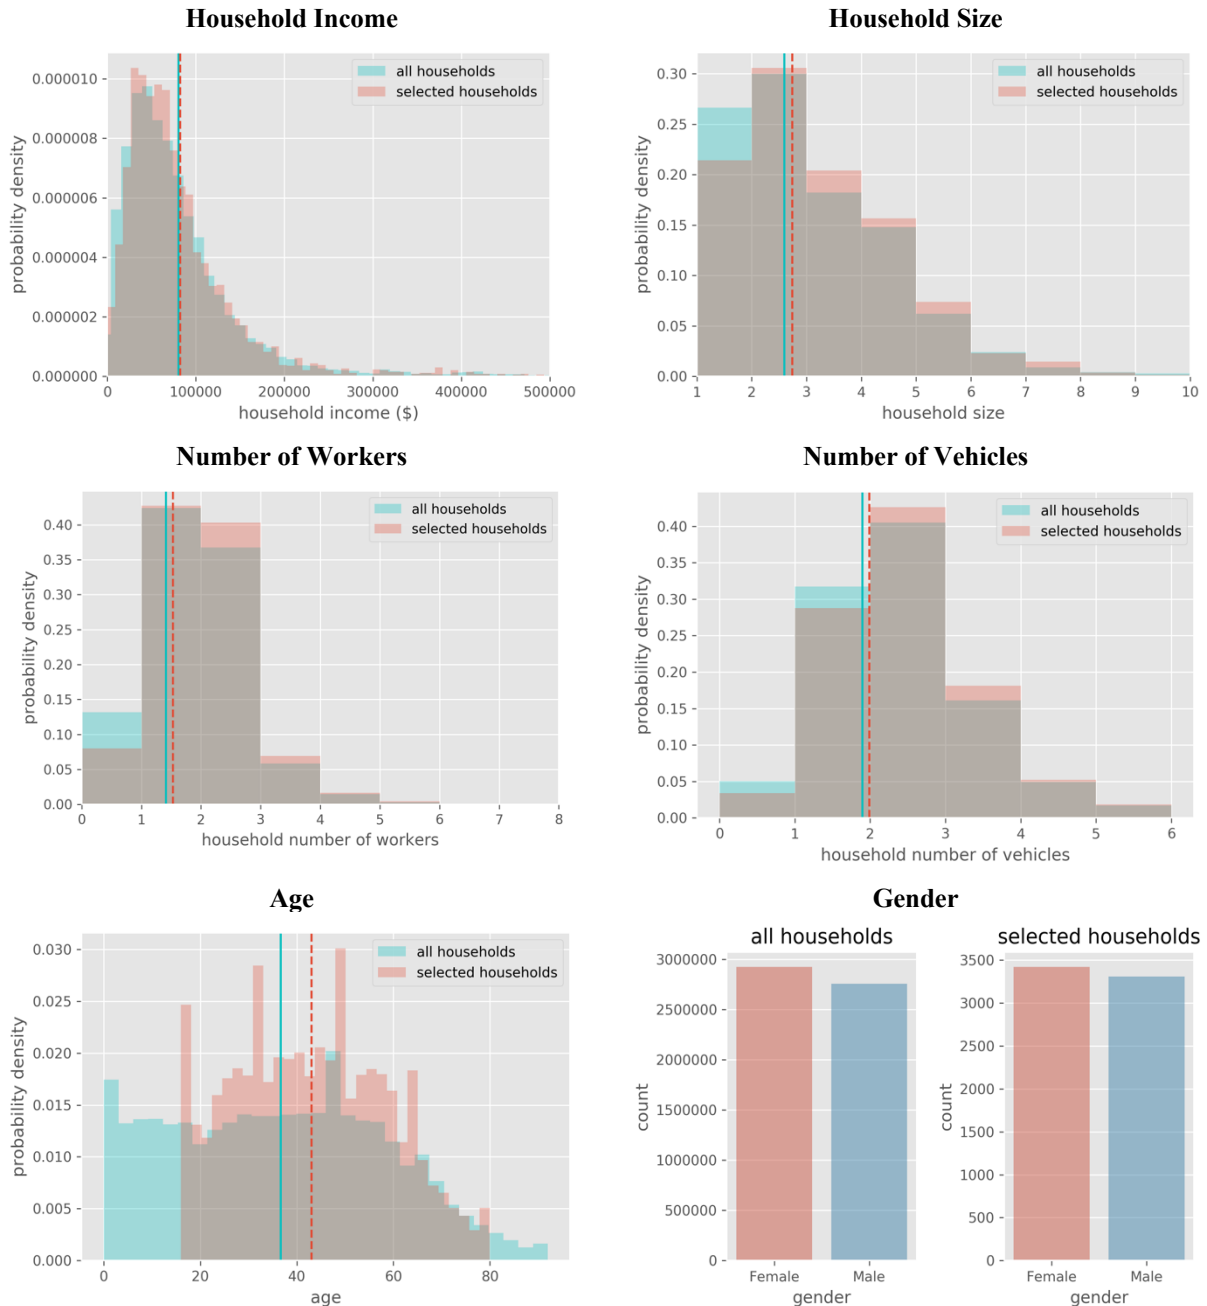 Household Income
0.000010
0.000008
0.000006
0.000004
0.000002
0.000000
probability density
all households
selected households
0 100000 200000 300000 400000 500000
household income ($)
Household Size
0.30
0.25
0.20
0.15
0.10
0.05
0.00
probability density
all households
selected households
1 2 3 4 5 6 7 8 9 10
household size
Number of Workers
0.40
0.35
0.30
0.25
0.20
0.15
0.10
0.05
0.00
probability density
all households
selected households
0 1 2 3 4 5 6 7 8
household number of workers
Number of Vehicles
0.40
0.35
0.30
0.25
0.20
0.15
0.10
0.05
0.00
probability density
all households
selected households
0 1 2 3 4 5 6
household number of vehicles
Age
0.030
0.025
0.020
0.015
0.010
0.005
0.000
probability density
all households
selected households
0 20 40 60 80
age
Gender
all households
3000000
2500000
2000000
1500000
1000000
500000
0
count
Female Male
gender
selected households
3500
3000
2500
2000
1500
1000
500
0
count
Female Male
gender